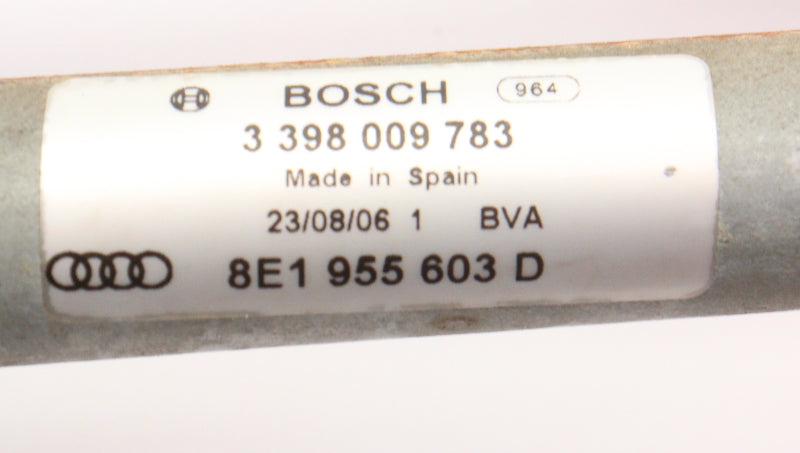 BOSCH 964
3 398 009 783
Made in Spain
23/08/06 1 BVA
8E1 955 603 D